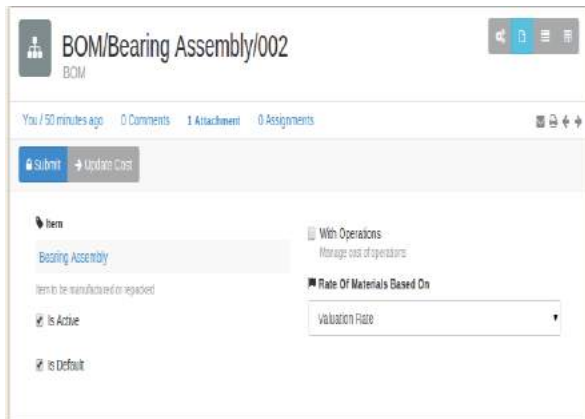 BOM/Bearing Assembly/002
BOM
You / 50 minutes ago 0 Comments 1 Attachment 0 Assignments
Submit Update Cost
Item
Bearing Assembly
Item to be manufactured or repacked
Is Active
Is Default
With Operations
Manage cost of operations
Rate Of Materials Based On
Valuation Rate